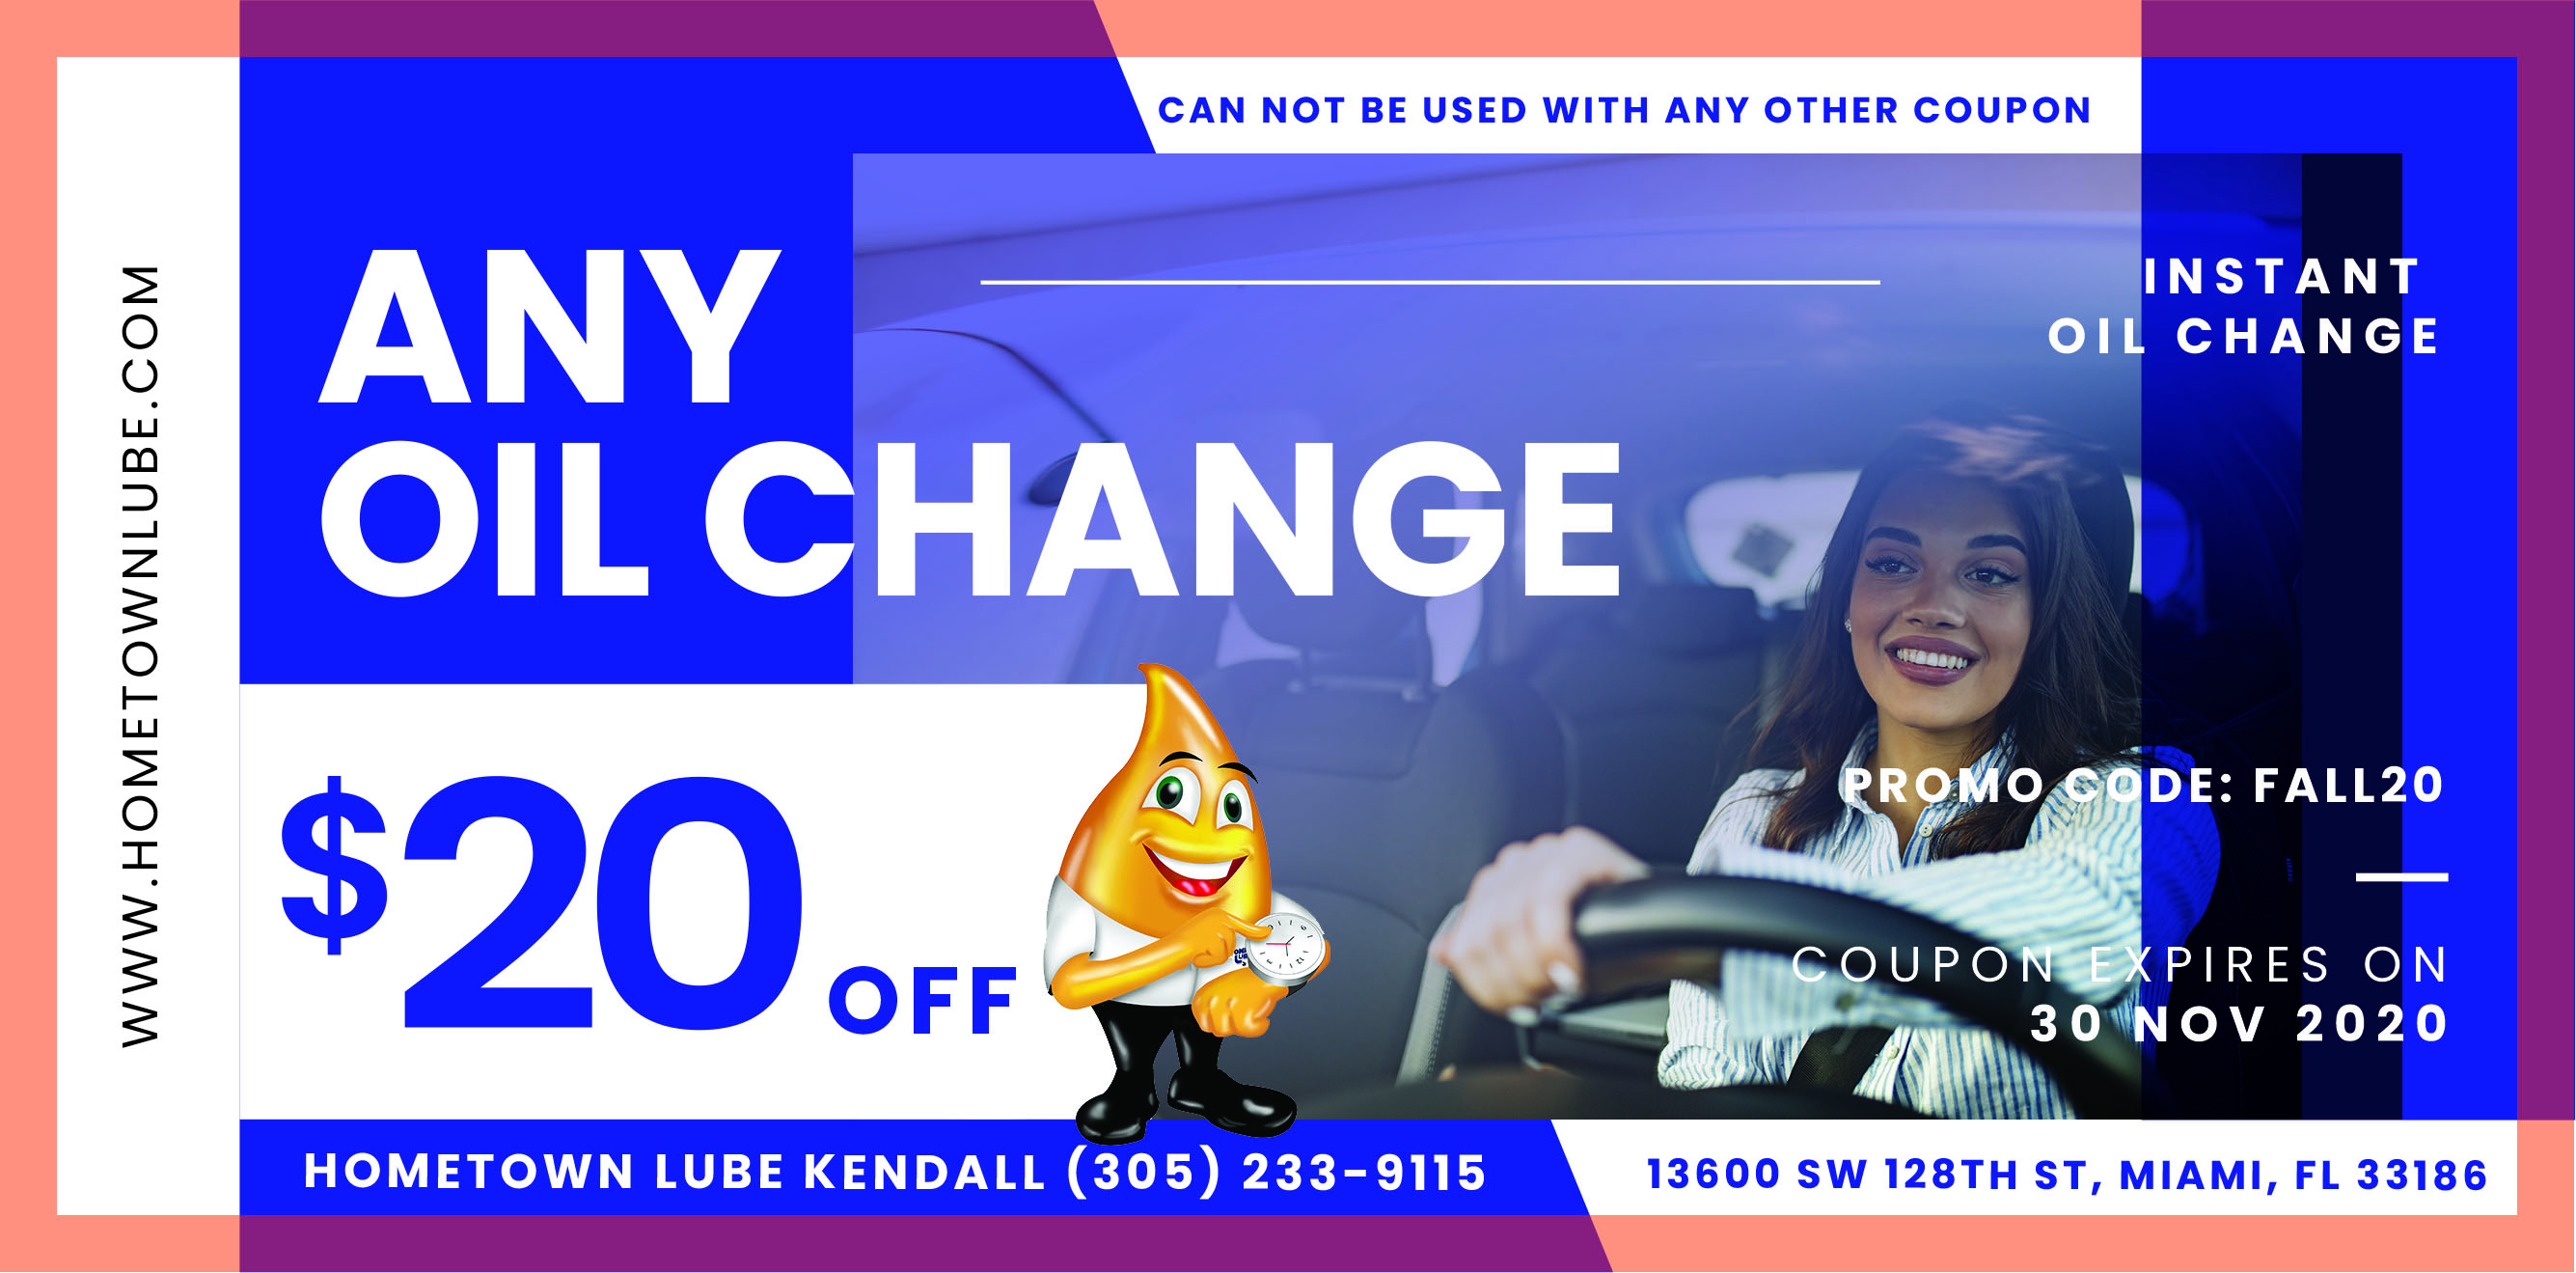 WWW.HOMETOWNLUBE.COM
CAN NOT BE USED WITH ANY OTHER COUPON
ANY
OIL CHANGE
INSTANT
OIL CHANGE
$20 OFF
PROMO CODE: FALL20
COUPON EXPIRES ON
30 NOV 2020
HOMETOWN LUBE KENDALL (305) 233-9115
13600 SW 128TH ST, MIAMI, FL 33186